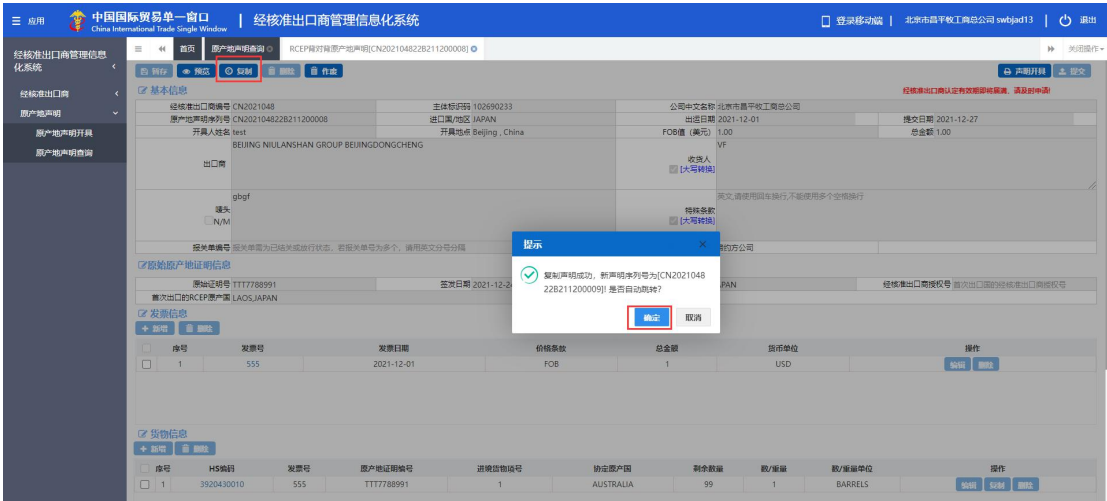 应用
中国国际贸易单一窗口
China International Trade Single Window
经核准出口商管理信息化系统
登录移动端
北京市昌平牧工商总公司 swbjad13
退出
经核准出口商管理信息化系统
经核准出口商
原产地声明
原产地声明开具
原产地声明查询
首页
原产地声明查询
RCEP背对背原产地声明[CN202104822B211200008]
关闭操作
暂存 预览 复制 删除 作废 声明开具 提交
基本信息
经核准出口商认定有效期即将届满，请及时申请!
经核准出口商编号 CN2021048 主体标识码 102690233 公司中文名称 北京市昌平牧工商总公司
原产地声明序列号 CN202104822B211200008 进口国/地区 JAPAN 出运日期 2021-12-01 提交日期 2021-12-27
开具人姓名 test 开具地点 Beijing , China FOB值（美元） 1.00 总金额 1.00
出口商 BEIJING NIULANSHAN GROUP BEIJINGDONGCHENG 收货人 [大写转换] VF
唛头 N/M gbgf 特殊条款 [大写转换] 英文,请使用回车换行,不能使用多个空格换行
报关单编号 报关单需为已结关或放行状态，若报关单号为多个，请用英文分号分隔 方公司
原始原产地证明信息
原始证明号 TTT7788991 签发日期 2021-12-2 PAN 经核准出口商授权号 首次出口国的经核准出口商授权号
首次出口的RCEP原产国 LAOS,JAPAN
发票信息
新增 删除
序号 发票号 发票日期 价格条款 总金额 货币单位 操作
1 555 2021-12-01 FOB 1 USD 编辑 删除
货物信息
新增 删除
序号 HS编码 发票号 原产地证明编号 进境货物项号 协定原产国 剩余数量 数/重量 数/重量单位 操作
1 3920430010 555 TTT7788991 1 AUSTRALIA 99 1 BARRELS 编辑 复制 删除
提示
复制声明成功，新声明序列号为[CN2021048
22B211200009]! 是否自动跳转?
确定 取消